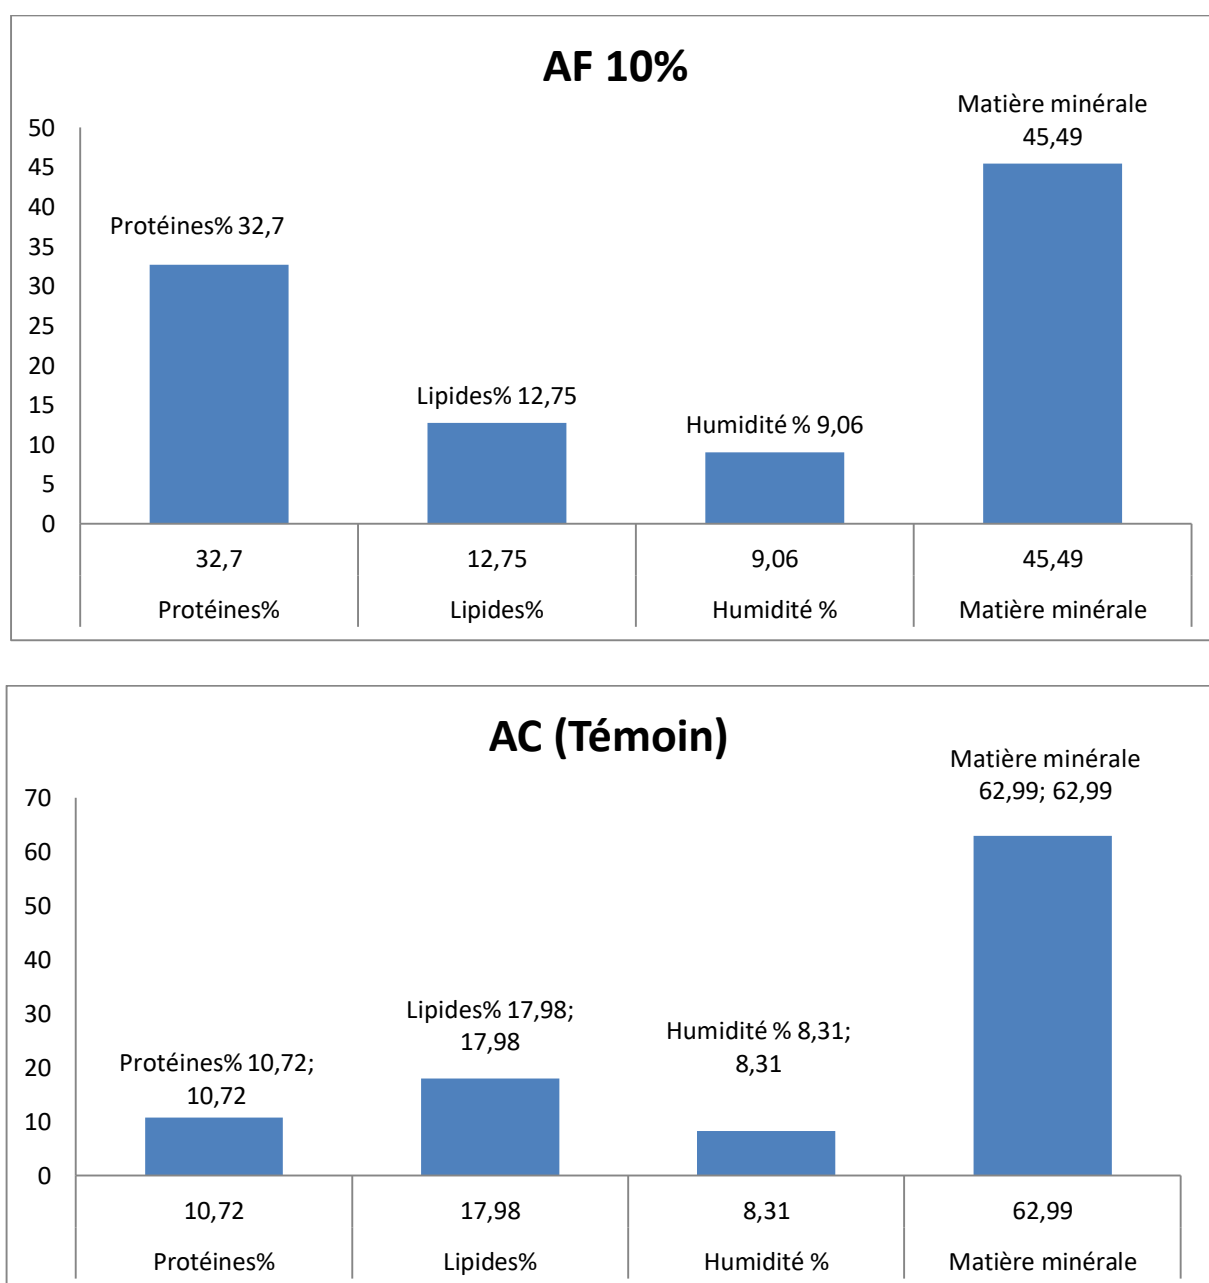 AF 10%
Matière minérale
45,49
50
45
40
35
30
25
20
15
10
5
0
Protéines% 32,7
Lipides% 12,75
Humidité % 9,06
32,7 12,75 9,06 45,49
Protéines% Lipides% Humidité % Matière minérale
AC (Témoin)
Matière minérale
62,99; 62,99
70
60
50
40
30
20
10
0
Protéines% 10,72;
10,72
Lipides% 17,98;
17,98
Humidité % 8,31;
8,31
10,72 17,98 8,31 62,99
Protéines% Lipides% Humidité % Matière minérale